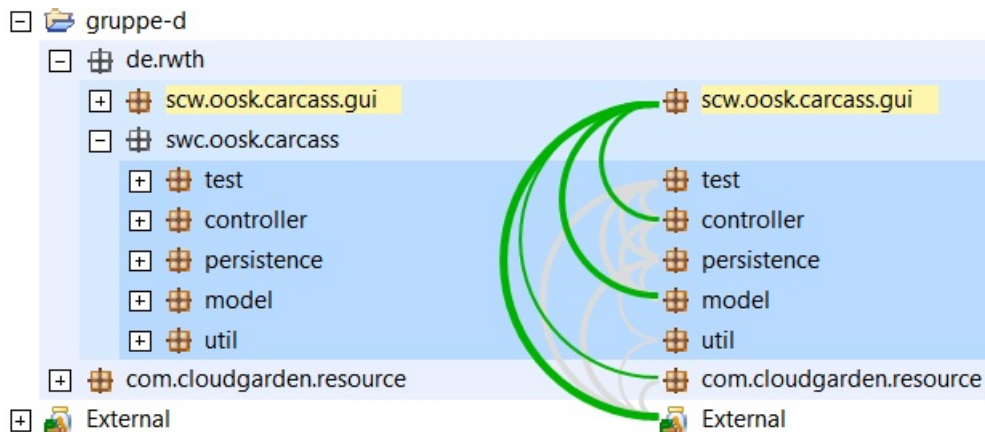 gruppe-d
de.rwth
scw.oosk.carcass.gui scw.oosk.carcass.gui
swc.oosk.carcass
test test
controller controller
persistence persistence
model model
util util
com.cloudgarden.resource com.cloudgarden.resource
External External